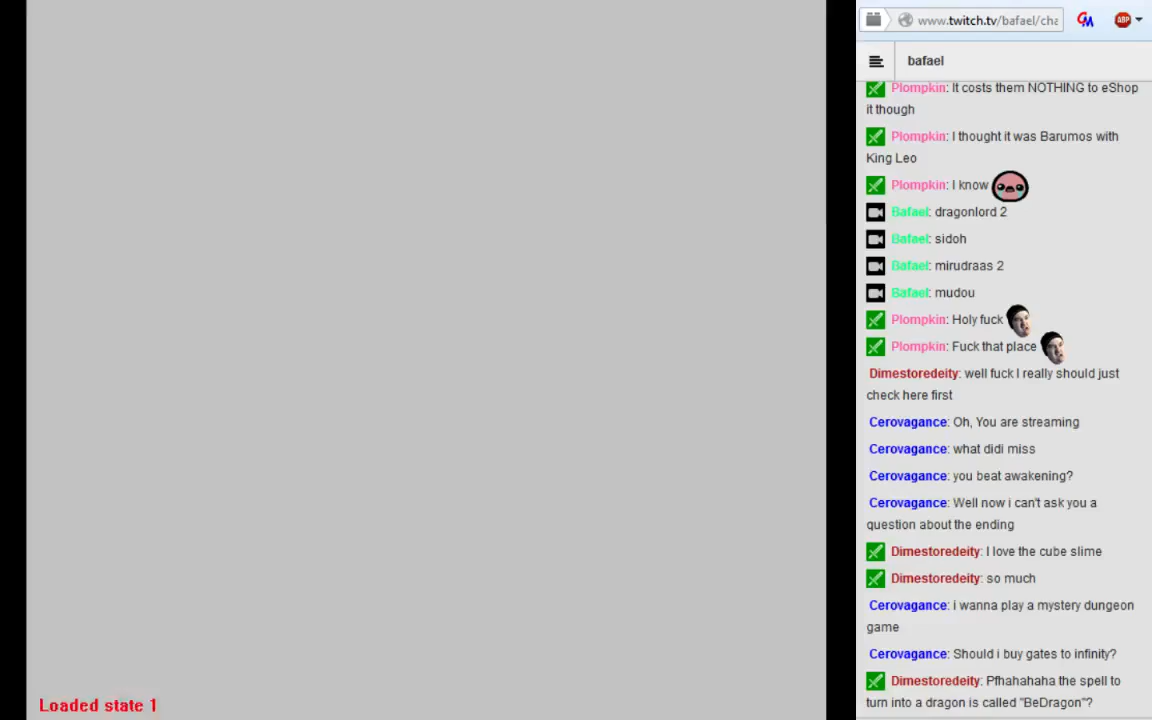 www.twitch.tv/bafael/cha
GM
ABP
bafael
Plompkin: It costs them NOTHING to eShop
it though
Plompkin: I thought it was Barumos with
King Leo
Plompkin: I know
Bafael: dragonlord 2
Bafael: sidoh
Bafael: mirudraas 2
Bafael: mudou
Plompkin: Holy fuck
Plompkin: Fuck that place
Dimestoredeity: well fuck I really should just
check here first
Cerovagance: Oh, You are streaming
Cerovagance: what didi miss
Cerovagance: you beat awakening?
Cerovagance: Well now i can't ask you a
question about the ending
Dimestoredeity: I love the cube slime
Dimestoredeity: so much
Cerovagance: i wanna play a mystery dungeon
game
Cerovagance: Should i buy gates to infinity?
Dimestoredeity: Pfhahahaha the spell to
turn into a dragon is called "BeDragon"?
Loaded state 1